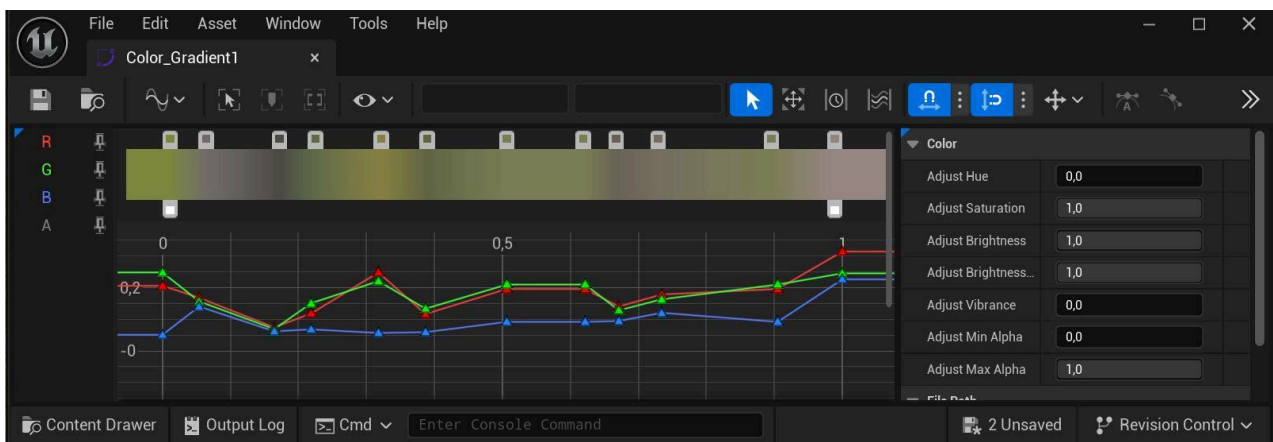 File Edit Asset Window Tools Help
Color_Gradient1
R
G
B
A
0 0,5 1
0,2
-0
Color
Adjust Hue 0,0
Adjust Saturation 1,0
Adjust Brightness 1,0
Adjust Brightness... 1,0
Adjust Vibrance 0,0
Adjust Min Alpha 0,0
Adjust Max Alpha 1,0
File Path
Content Drawer Output Log Cmd Enter Console Command 2 Unsaved Revision Control